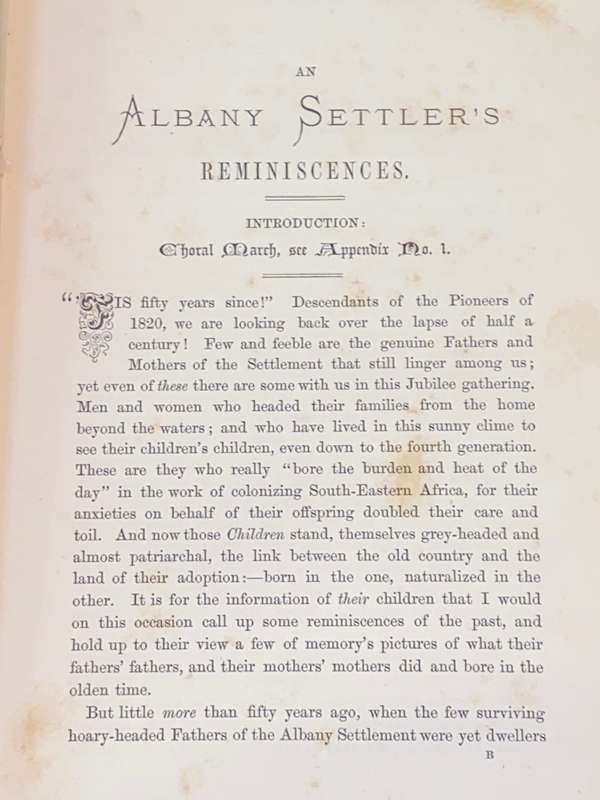 AN
ALBANY SETTLER'S
REMINISCENCES.
INTRODUCTION:
Choral March, see Appendix No. 1.
"'TIS fifty years since!" Descendants of the Pioneers of
1820, we are looking back over the lapse of half a
century! Few and feeble are the genuine Fathers and
Mothers of the Settlement that still linger among us;
yet even of these there are some with us in this Jubilee gathering.
Men and women who headed their families from the home
beyond the waters; and who have lived in this sunny clime to
see their children's children, even down to the fourth generation.
These are they who really "bore the burden and heat of the
day" in the work of colonizing South-Eastern Africa, for their
anxieties on behalf of their offspring doubled their care and
toil. And now those Children stand, themselves grey-headed and
almost patriarchal, the link between the old country and the
land of their adoption:—born in the one, naturalized in the
other. It is for the information of their children that I would
on this occasion call up some reminiscences of the past, and
hold up to their view a few of memory's pictures of what their
fathers' fathers, and their mothers' mothers did and bore in the
olden time.
But little more than fifty years ago, when the few surviving
hoary-headed Fathers of the Albany Settlement were yet dwellers
B